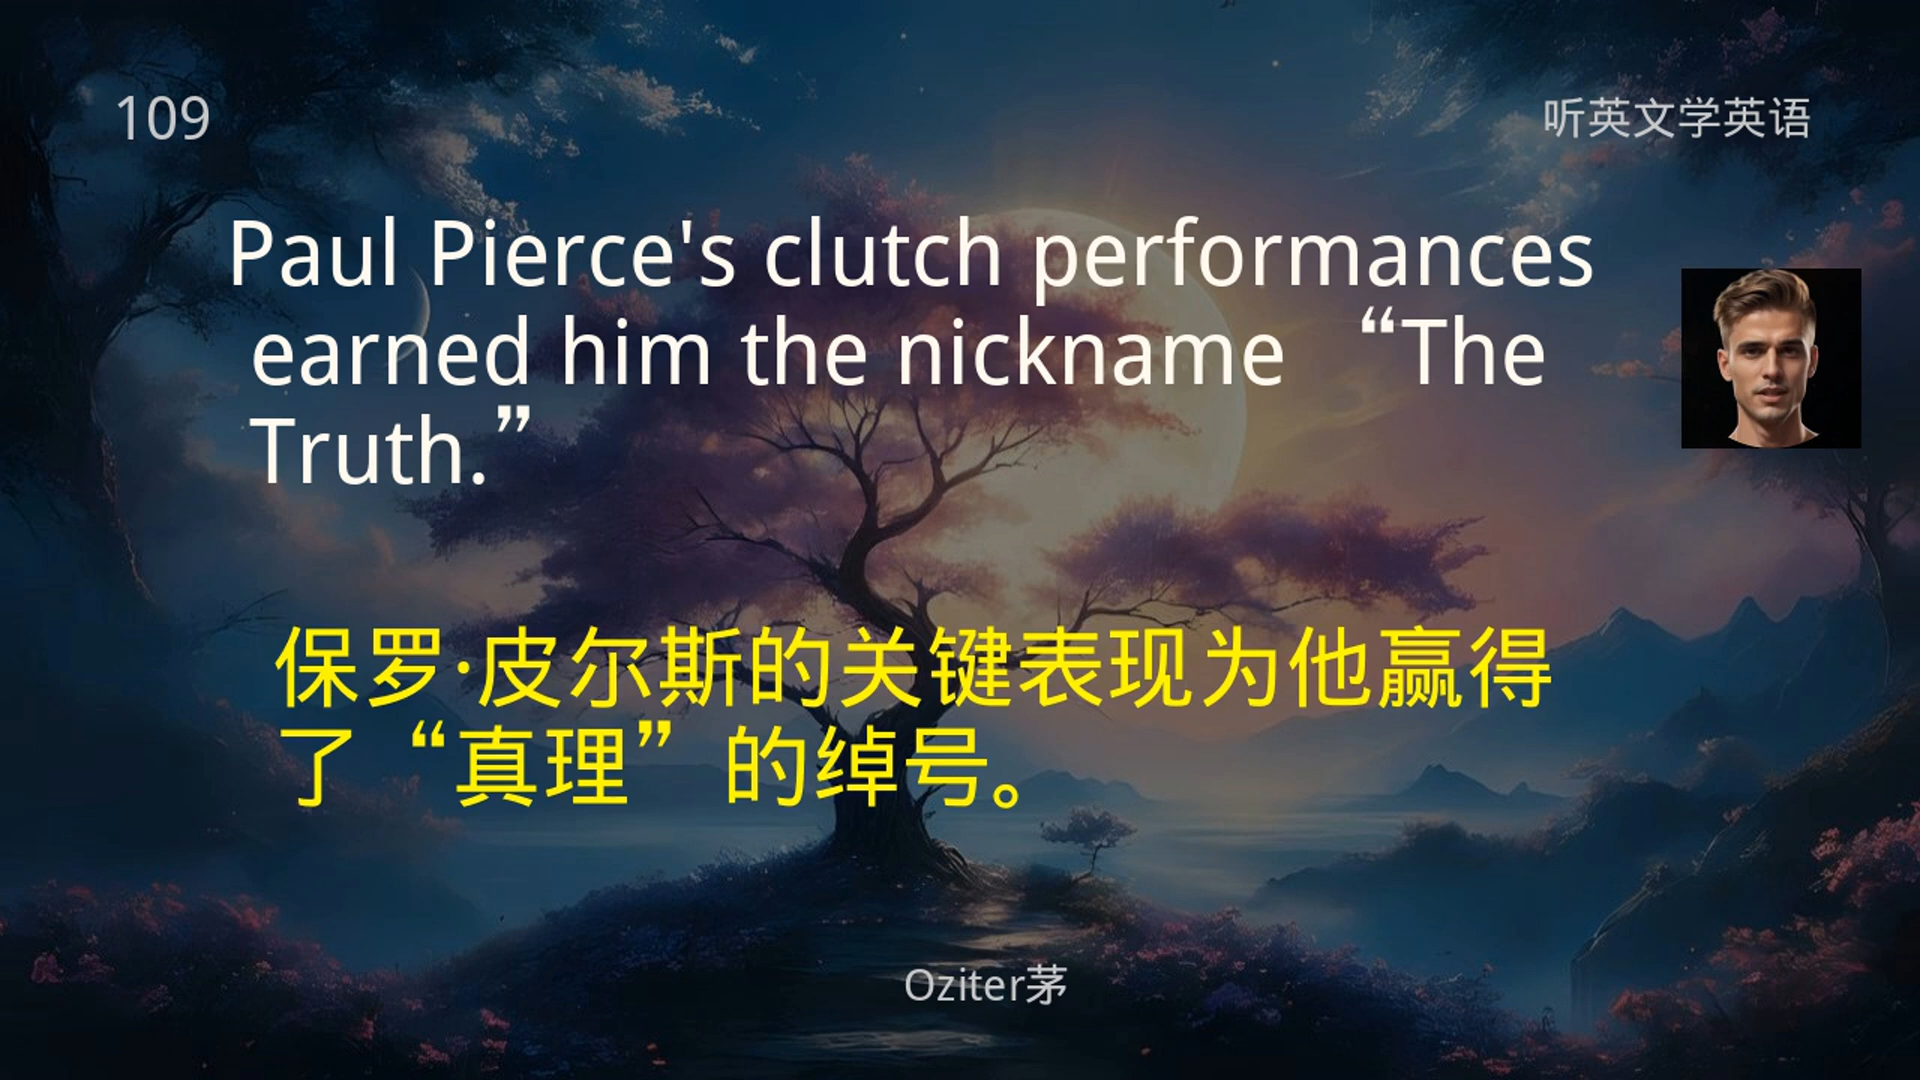 109
听英文学英语
Paul Pierce's clutch performances
earned him the nickname “The
Truth.”
保罗·皮尔斯的关键表现为他赢得
了“真理”的绰号。
Oziter茅